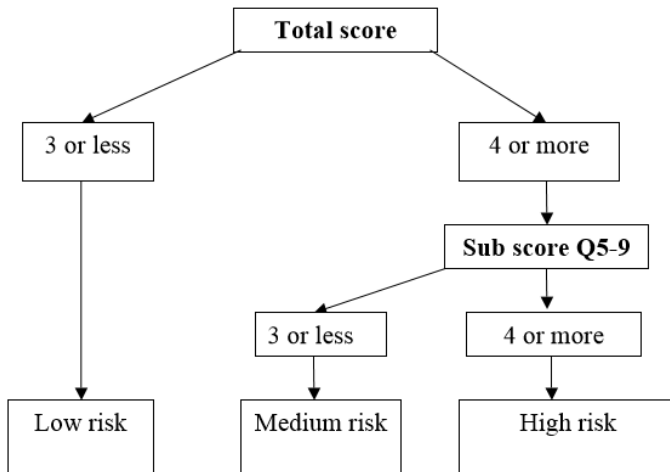 Total score
3 or less
4 or more
Sub score Q5-9
3 or less
4 or more
Low risk
Medium risk
High risk